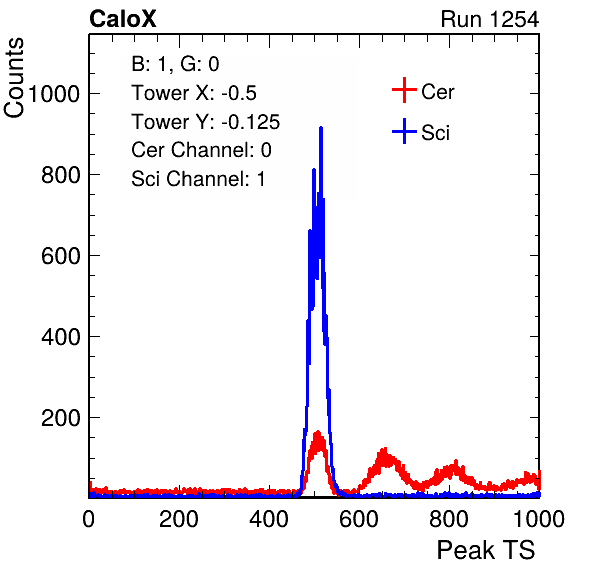 CaloX Run 1254
Counts
B: 1, G: 0
Tower X: -0.5
Tower Y: -0.125
Cer Channel: 0
Sci Channel: 1
Cer
Sci
1000
800
600
400
200
0 200 400 600 800 1000
Peak TS